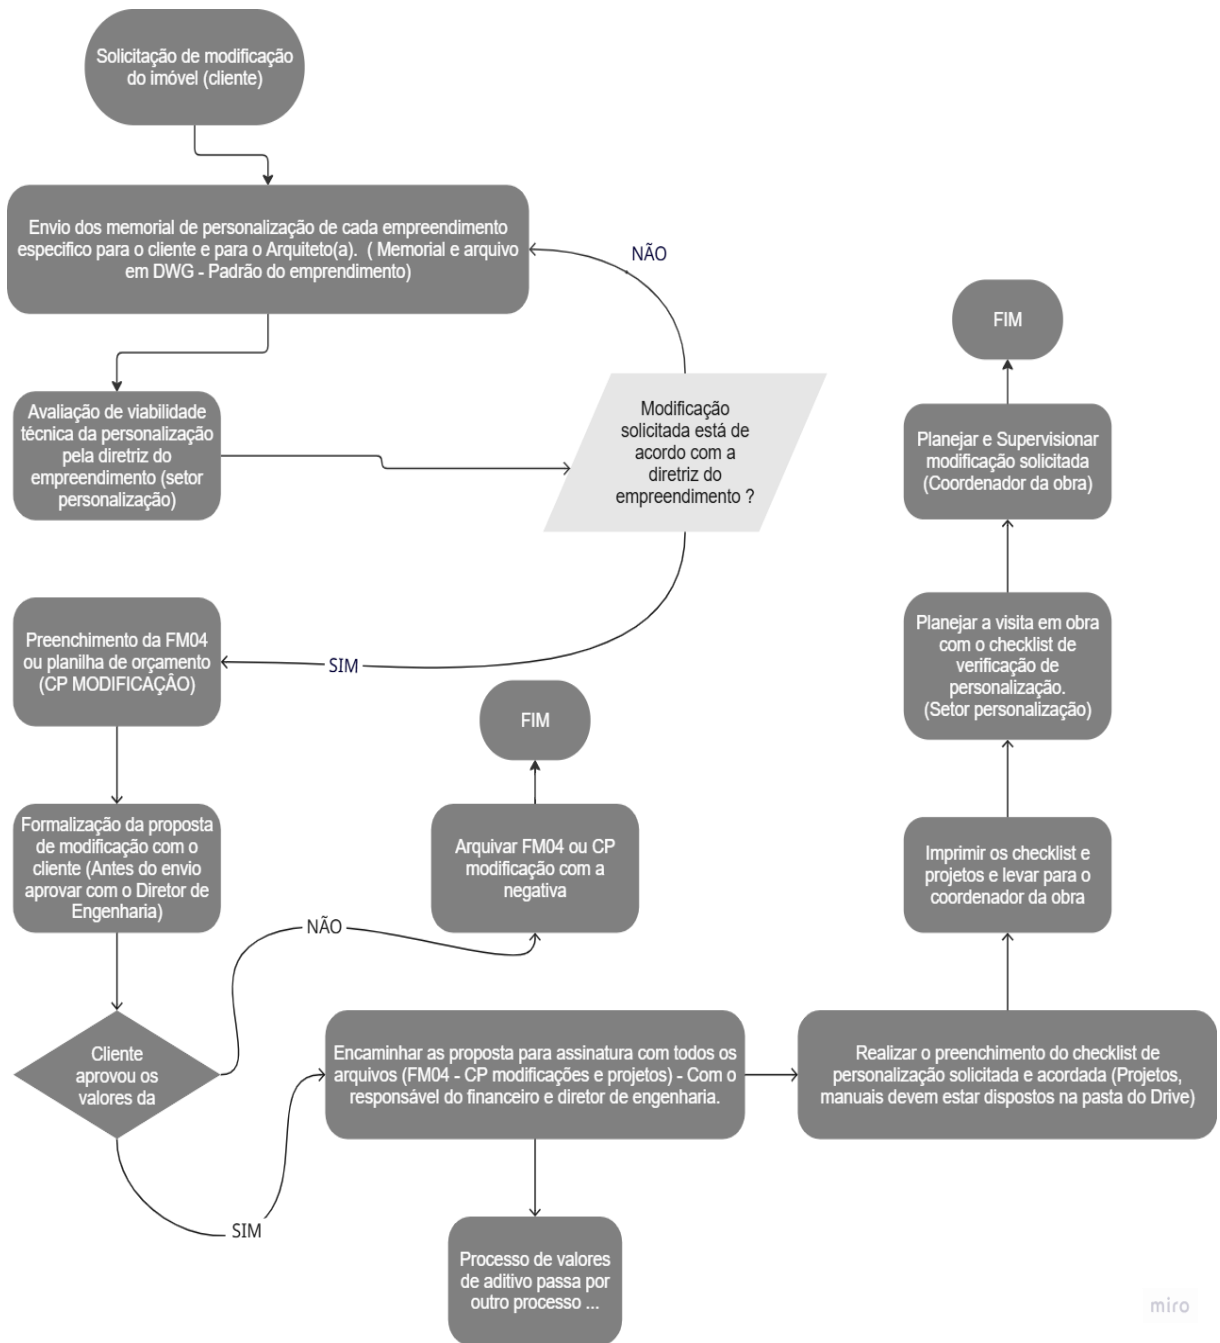 Solicitação de modificação
do imóvel (cliente)
Envio dos memorial de personalização de cada empreendimento
especifico para o cliente e para o Arquiteto(a). ( Memorial e arquivo
em DWG - Padrão do emprendimento)
NÃO
Avaliação de viabilidade
técnica da personalização
pela diretriz do
empreendimento (setor
personalização)
Modificação
solicitada está de
acordo com a
diretriz do
empreendimento ?
SIM
Preenchimento da FM04
ou planilha de orçamento
(CP MODIFICAÇÃO)
Formalização da proposta
de modificação com o
cliente (Antes do envio
aprovar com o Diretor de
Engenharia)
Cliente
aprovou os
valores da
NÃO
Arquivar FM04 ou CP
modificação com a
negativa
FIM
SIM
Encaminhar as proposta para assinatura com todos os
arquivos (FM04 - CP modificações e projetos) - Com o
responsável do financeiro e diretor de engenharia.
Processo de valores
de aditivo passa por
outro processo ...
Realizar o preenchimento do checklist de
personalização solicitada e acordada (Projetos,
manuais devem estar dispostos na pasta do Drive)
Imprimir os checklist e
projetos e levar para o
coordenador da obra
Planejar a visita em obra
com o checklist de
verificação de
personalização.
(Setor personalização)
Planejar e Supervisionar
modificação solicitada
(Coordenador da obra)
FIM
miro